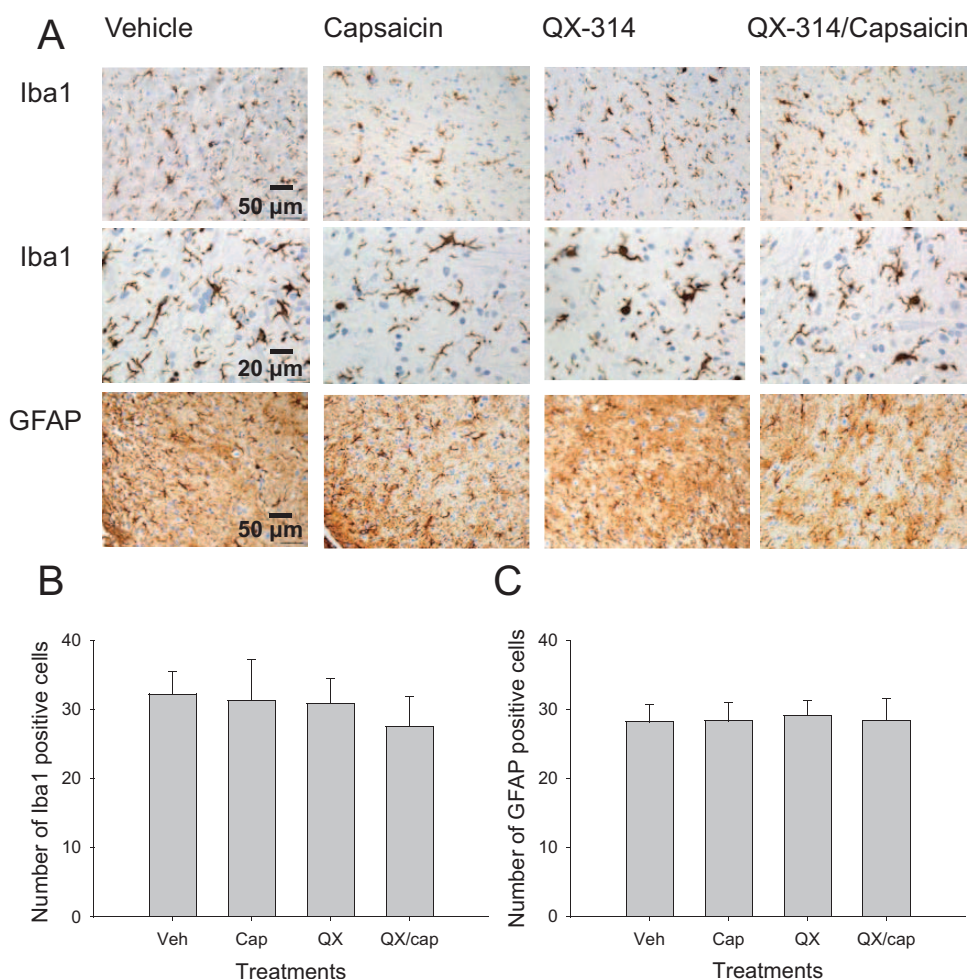 A
Vehicle
Capsaicin
QX-314
QX-314/Capsaicin
Iba1
50 µm
Iba1
20 µm
GFAP
50 µm
B
Number of Iba1 positive cells
40
30
20
10
0
Veh
Cap
QX
QX/cap
Treatments
C
Number of GFAP positive cells
40
30
20
10
0
Veh
Cap
QX
QX/cap
Treatments